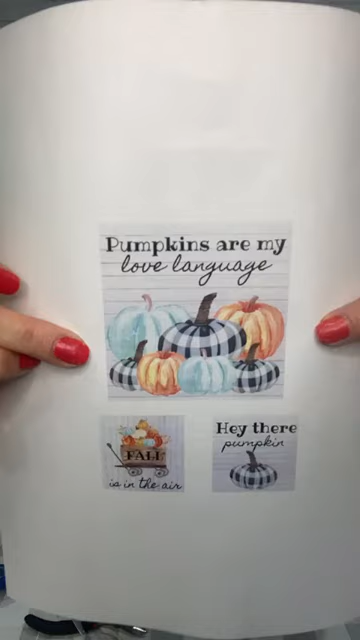 Pumpkins are my
love language
FALL
is in the air
Hey there
pumpkin